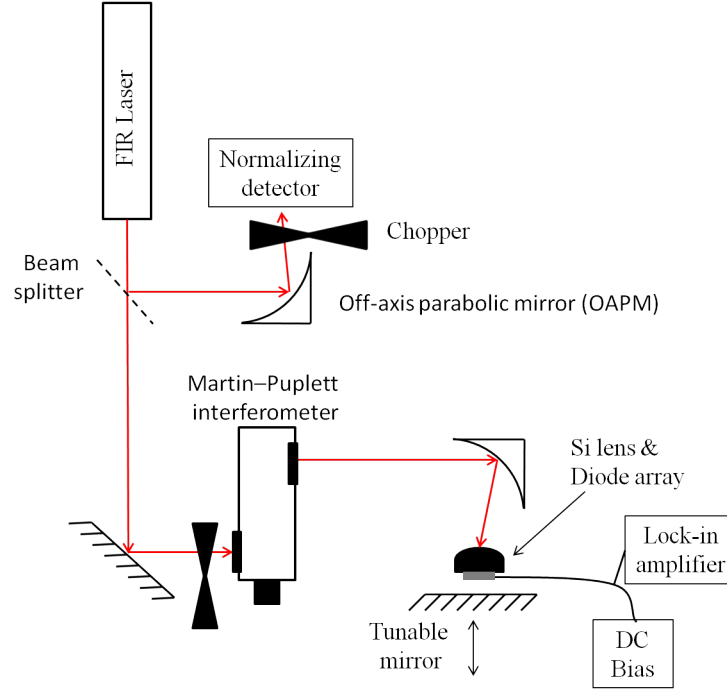 FIR Laser
Normalizing
detector
Chopper
Beam
splitter
Off-axis parabolic mirror (OAPM)
Martin–Puplett
interferometer
Si lens &
Diode array
Lock-in
amplifier
Tunable
mirror
DC
Bias